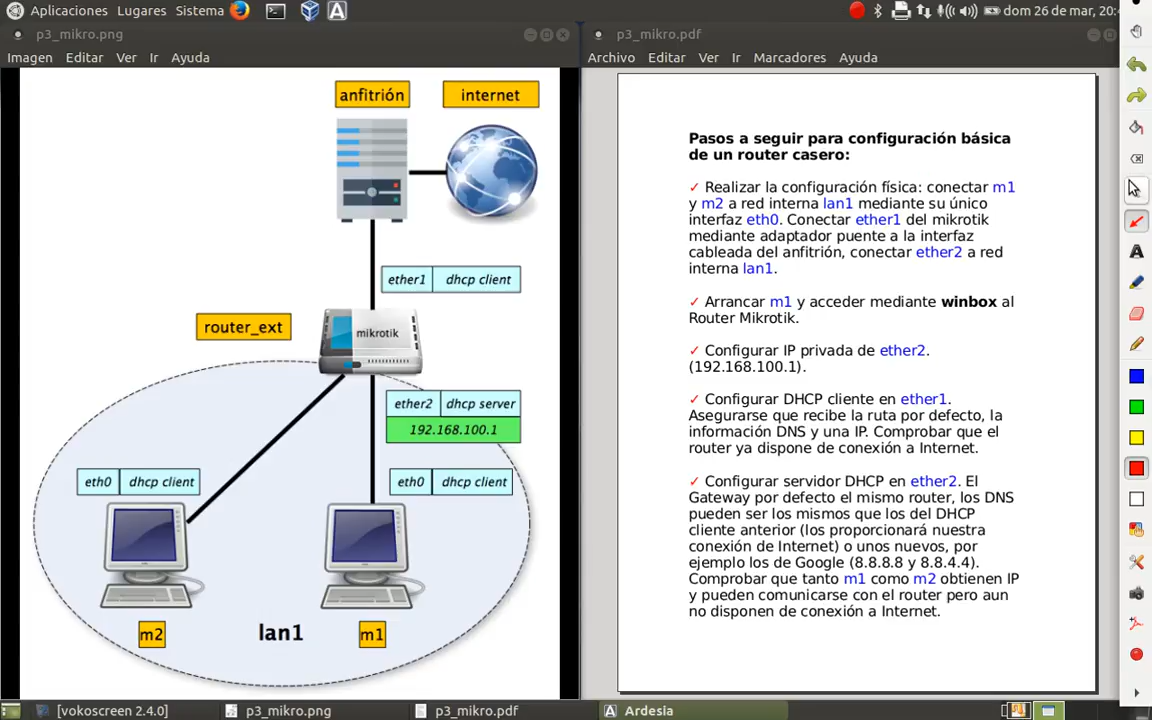 Aplicaciones Lugares Sistema
dom 26 de mar, 20:4
p3_mikro.png
Imagen Editar Ver Ir Ayuda
anfitrión
internet
ether1 dhcp client
router_ext
mikrotik
ether2 dhcp server
192.168.100.1
eth0 dhcp client
eth0 dhcp client
m2
lan1
m1
p3_mikro.pdf
Archivo Editar Ver Ir Marcadores Ayuda
Pasos a seguir para configuración básica
de un router casero:
✓ Realizar la configuración física: conectar m1
y m2 a red interna lan1 mediante su único
interfaz eth0. Conectar ether1 del mikrotik
mediante adaptador puente a la interfaz
cableada del anfitrión, conectar ether2 a red
interna lan1.
✓ Arrancar m1 y acceder mediante winbox al
Router Mikrotik.
✓ Configurar IP privada de ether2.
(192.168.100.1).
✓ Configurar DHCP cliente en ether1.
Asegurarse que recibe la ruta por defecto, la
información DNS y una IP. Comprobar que el
router ya dispone de conexión a Internet.
✓ Configurar servidor DHCP en ether2. El
Gateway por defecto el mismo router, los DNS
pueden ser los mismos que los del DHCP
cliente anterior (los proporcionará nuestra
conexión de Internet) o unos nuevos, por
ejemplo los de Google (8.8.8.8 y 8.8.4.4).
Comprobar que tanto m1 como m2 obtienen IP
y pueden comunicarse con el router pero aun
no disponen de conexión a Internet.
[vokoscreen 2.4.0] p3_mikro.png p3_mikro.pdf Ardesia